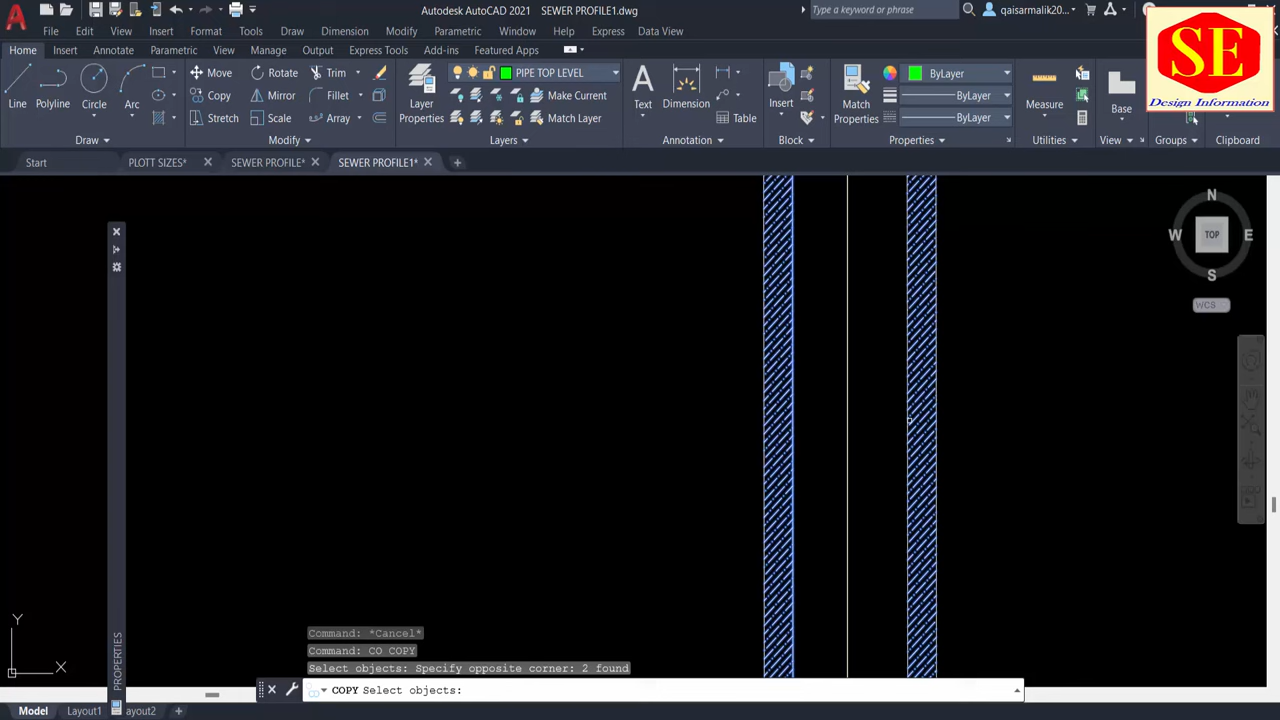 Autodesk AutoCAD 2021 SEWER PROFILE1.dwg
Type a keyword or phrase
qaisarmalik20...
SE
Design Information
File Edit View Insert Format Tools Draw Dimension Modify Parametric Window Help Express Data View
Home Insert Annotate Parametric View Manage Output Express Tools Add-ins Featured Apps
Line Polyline Circle Arc
Move Rotate Trim
Copy Mirror Fillet
Stretch Scale Array
Layer Properties
PIPE TOP LEVEL
Make Current
Match Layer
Text Dimension
Table
Insert
Match Properties
ByLayer
ByLayer
ByLayer
Measure
Base
Draw Modify Layers Annotation Block Properties Utilities View Groups Clipboard
Start PLOTT SIZES* SEWER PROFILE* SEWER PROFILE1*
N
W TOP E
S
WCS
PROPERTIES
Y
X
Command: *Cancel*
Command: CO COPY
Select objects: Specify opposite corner: 2 found
COPY Select objects:
Model Layout1 ayout2